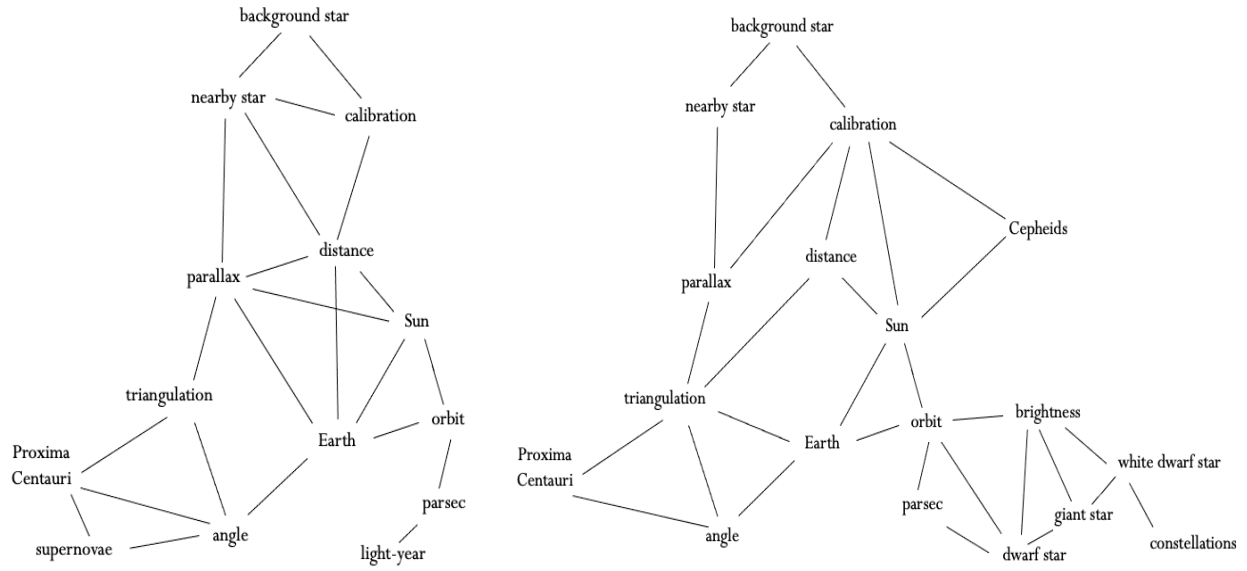 background star
nearby star
calibration
distance
parallax
Sun
triangulation
orbit
Earth
Proxima
Centauri
parsec
angle
supernovae
light-year
background star
nearby star
calibration
Cepheids
distance
parallax
Sun
triangulation
brightness
orbit
Earth
Proxima
Centauri
white dwarf star
parsec
giant star
angle
constellations
dwarf star